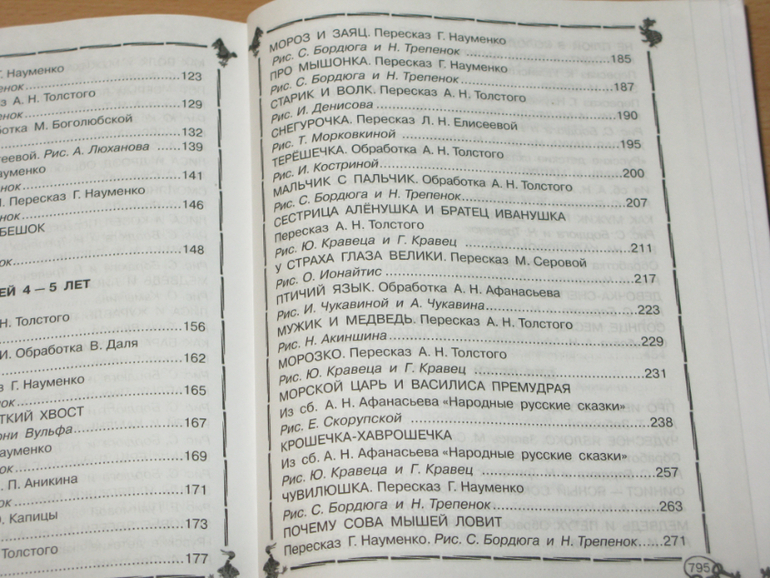 Г. Науменко
енок 123
аз А. Н. Толстого
енок 129
аботка М. Боголюбской
132
геевой. Рис. А. Люханова 139
Науменко
енок 141
М. Пересказ Г. Науменко
енок 146
БЕШОК
ок 148
ЕЙ 4—5 ЛЕТ
Н. Толстого
156
И. Обработка В. Даля
162
аз Г. Науменко
енок 165
ТКИЙ ХВОСТ
они Вульфа 167
ауменко
ок 169
. П. Аникина
171
О. Капицы
173
Толстого
177
МОРОЗ И ЗАЯЦ. Пересказ Г. Науменко
Рис. С. Бордюга и Н. Трепенок 185
ПРО МЫШОНКА. Пересказ Г. Науменко
Рис. С. Бордюга и Н. Трепенок 187
СТАРИК И ВОЛК. Пересказ А. Н. Толстого
Рис. И. Денисова 190
СНЕГУРОЧКА. Пересказ Л. Н. Елисеевой
Рис. Т. Морковкиной 195
ТЕРЁШЕЧКА. Обработка А. Н. Толстого
Рис. И. Костриной 200
МАЛЬЧИК С ПАЛЬЧИК. Обработка А. Н. Толстого
Рис. С. Бордюга и Н. Трепенок 207
СЕСТРИЦА АЛЁНУШКА И БРАТЕЦ ИВАНУШКА
Пересказ А. Н. Толстого
Рис. Ю. Кравеца и Г. Кравец 211
У СТРАХА ГЛАЗА ВЕЛИКИ. Пересказ М. Серовой
Рис. О. Ионайтис 217
ПТИЧИЙ ЯЗЫК. Обработка А. Н. Афанасьева
Рис. И. Чукавиной и А. Чукавина 223
МУЖИК И МЕДВЕДЬ. Пересказ А. Н. Толстого
Рис. Н. Акиншина 229
МОРОЗКО. Пересказ А. Н. Толстого
Рис. Ю. Кравеца и Г. Кравец 231
МОРСКОЙ ЦАРЬ И ВАСИЛИСА ПРЕМУДРАЯ
Из сб. А. Н. Афанасьева «Народные русские сказки»
Рис. Е. Скорупской 238
КРОШЕЧКА-ХАВРОШЕЧКА
Из сб. А. Н. Афанасьева «Народные русские сказки»
Рис. Ю. Кравеца и Г. Кравец 257
ЧУВИЛЮШКА. Пересказ Г. Науменко
Рис. С. Бордюга и Н. Трепенок 263
ПОЧЕМУ СОВА МЫШЕЙ ЛОВИТ
Пересказ Г. Науменко. Рис. С. Бордюга и Н. Трепенок 271
795